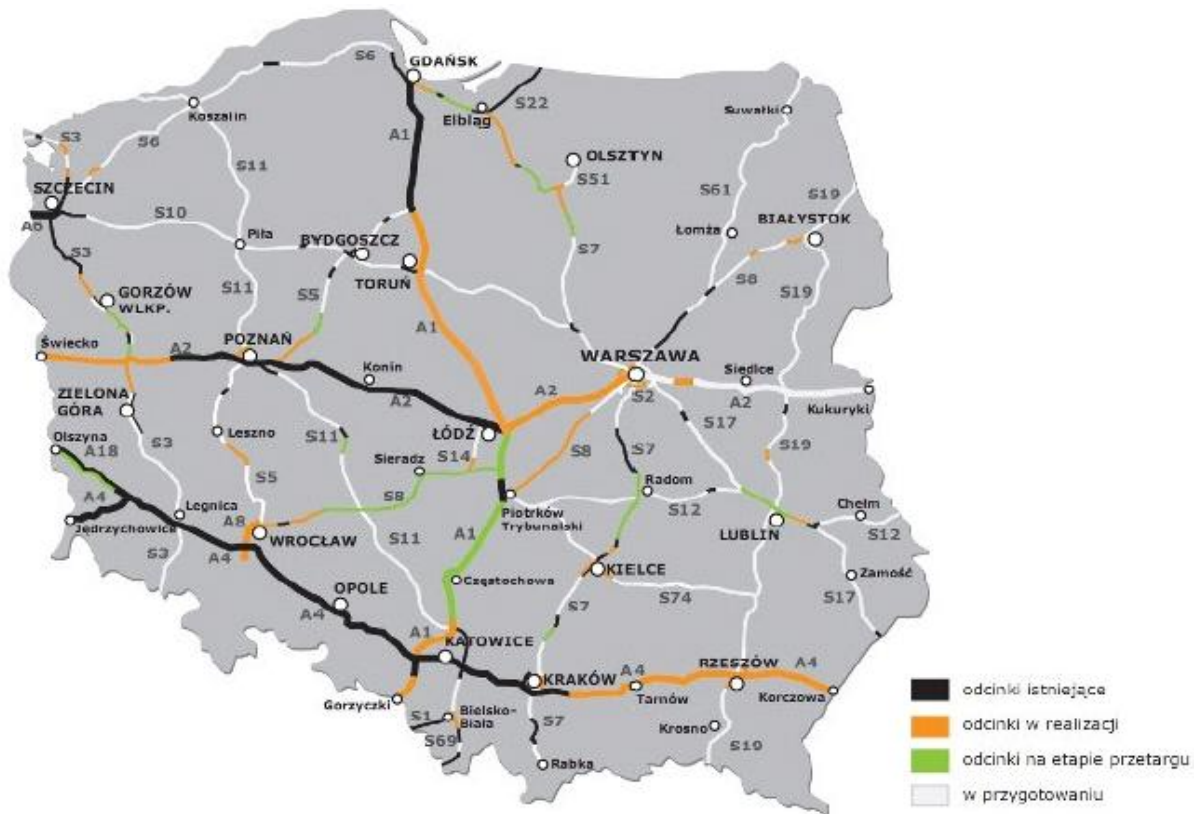 S6
GDAŃSK
S22
Suwałki
Koszalin
Elbląg
S3
S6
A1
S11
OLSZTYN
S51
S61
S19
SZCZECIN
S10
BIAŁYSTOK
A6
Piła
BYDGOSZCZ
Łomża
S3
S7
S8
TORUŃ
S19
S11
S5
GORZÓW
WLKP.
A1
Świecko
A2
POZNAŃ
WARSZAWA
Konin
Siedlce
A2
S2
A2
A2
ZIELONA
GÓRA
Kukuryki
S17
Olszyna
S3
Leszno
S11
ŁÓDŹ
S14
S8
S7
S19
A18
Sieradz
S5
S8
Radom
A4
Legnica
S12
Chełm
Jędrzychowice
A8
Piotrków
Trybunalski
A1
LUBLIN
S12
WROCŁAW
S11
S3
A4
Częstochowa
KIELCE
Zamość
OPOLE
S7
S74
S17
A4
A1
KATOWICE
RZESZÓW
KRAKÓW
A4
A4
Gorzyczki
Tarnów
Korczowa
S1
Bielsko-
Biała
S7
Krosno
S69
S19
Rabka
odcinki istniejące
odcinki w realizacji
odcinki na etapie przetargu
w przygotowaniu